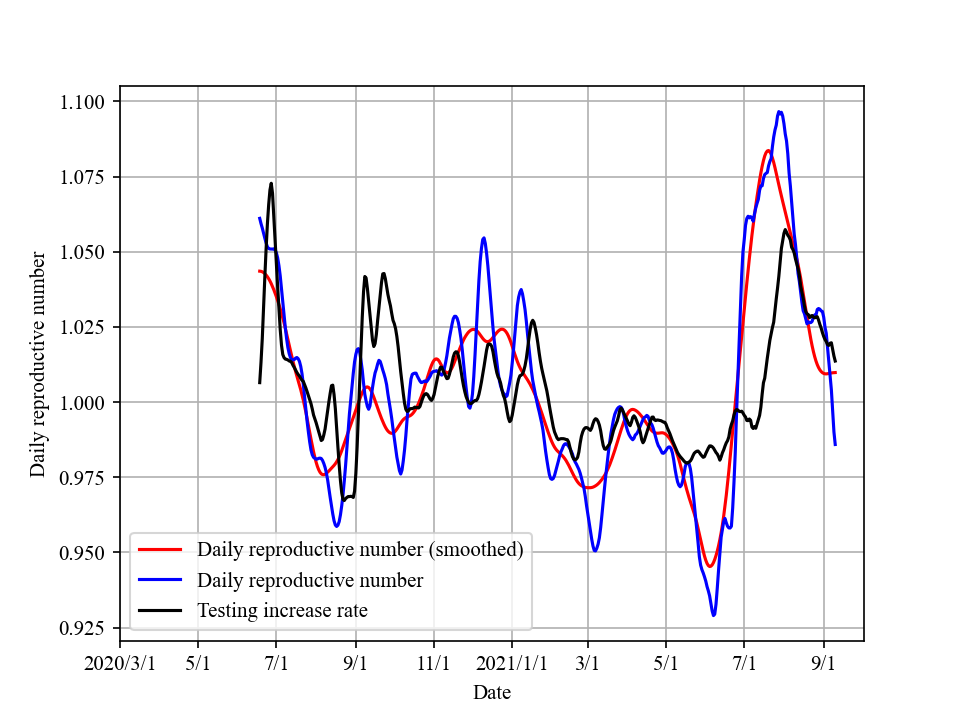 1.100
1.075
1.050
1.025
1.000
0.975
0.950
0.925
Daily reproductive number
Daily reproductive number (smoothed)
Daily reproductive number
Testing increase rate
2020/3/1 5/1 7/1 9/1 11/1 2021/1/1 3/1 5/1 7/1 9/1
Date